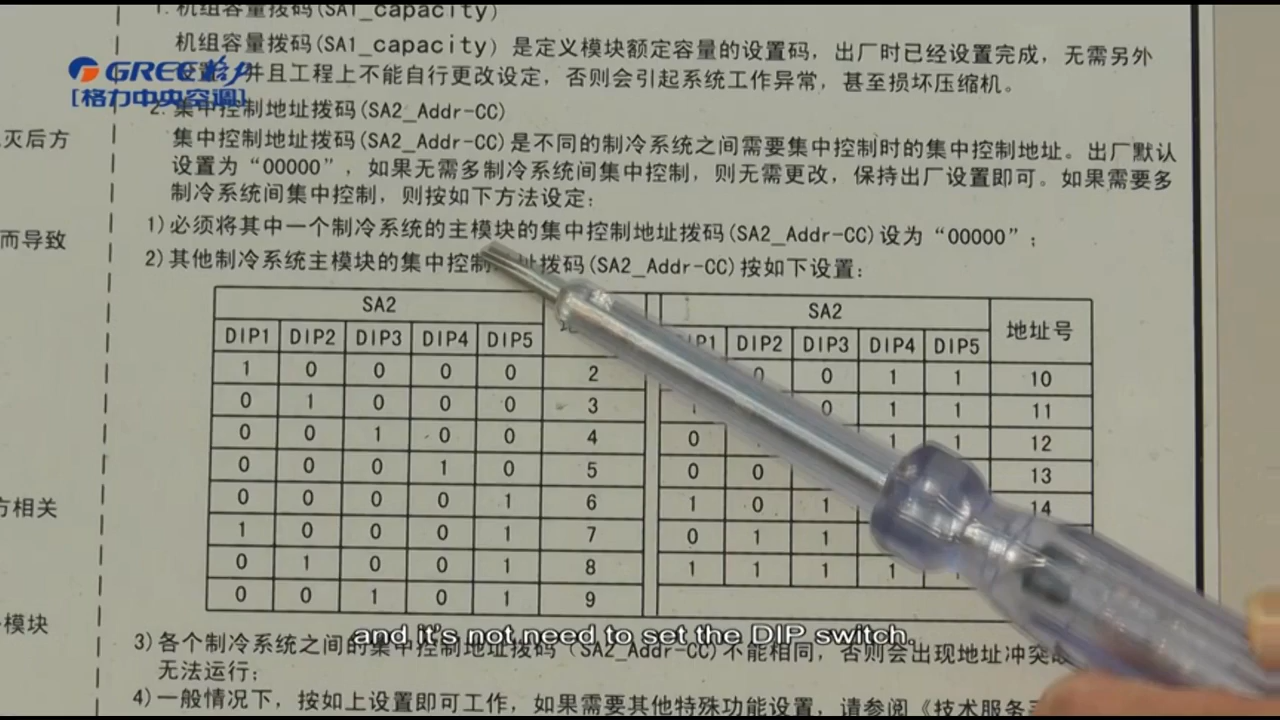 1. 机组容量拨码(SA1_capacity)
机组容量拨码(SA1_capacity) 是定义模块额定容量的设置码，出厂时已经设置完成，无需另外
并且工程上不能自行更改设定，否则会引起系统工作异常，甚至损坏压缩机。
GREE 格力
[格力中央空调]
2. 集中控制地址拨码(SA2_Addr-CC)
集中控制地址拨码(SA2_Addr-CC)是不同的制冷系统之间需要集中控制时的集中控制地址。出厂默认
设置为“00000”，如果无需多制冷系统间集中控制，则无需更改，保持出厂设置即可。如果需要多
制冷系统间集中控制，则按如下方法设定：
1)必须将其中一个制冷系统的主模块的集中控制地址拨码(SA2_Addr-CC)设为“00000”；
2)其他制冷系统主模块的集中控制 址拨码(SA2_Addr-CC)按如下设置：
灭后方
而导致
方相关
模块
SA2 SA2 地址号
DIP1 DIP2 DIP3 DIP4 DIP5 DIP2 DIP3 DIP4 DIP5
1 0 0 0 0 2 0 0 1 1 10
0 1 0 0 0 3 1 0 1 1 11
0 0 1 0 0 4 0 1 1 12
0 0 0 1 0 5 0 0 13
0 0 0 0 1 6 1 0 1 14
1 0 0 0 1 7 0 1 1
0 1 0 0 1 8 1 1 1 1
0 0 1 0 1 9
3)各个制冷系统之间的集中控制地址拨码 (SA2_Addr-CC)不能相同，否则会出现地址冲突
无法运行；
and it's not need to set the DIP switch.
4)一般情况下，按如上设置即可工作，如果需要其他特殊功能设置，请参阅《技术服务